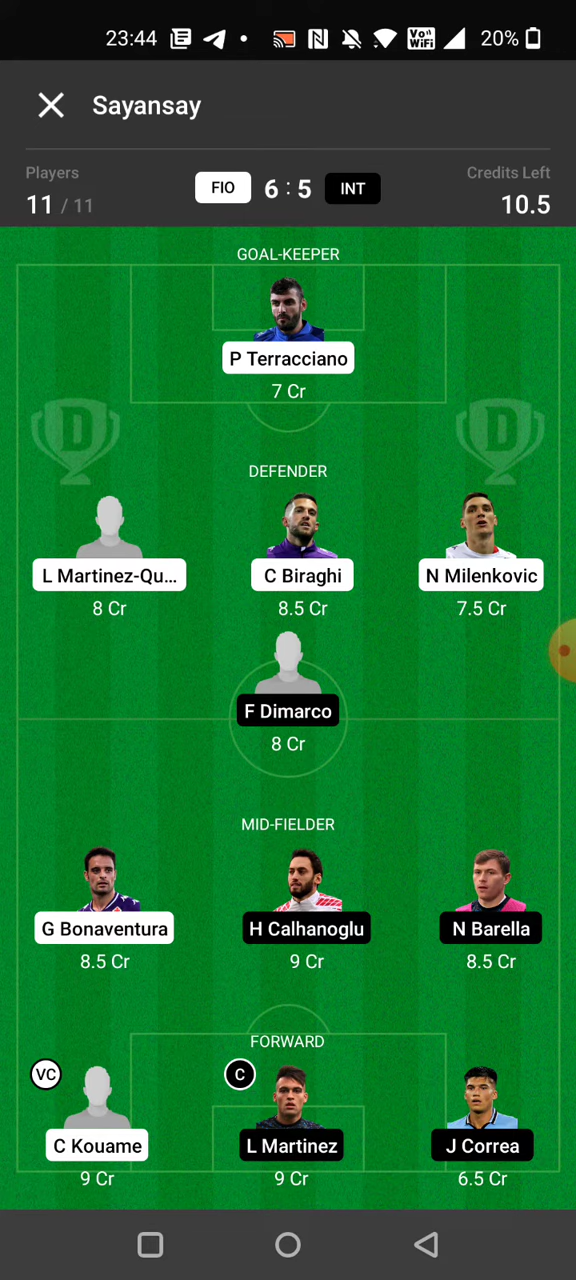 23:44
Vo
WiFi
20%
Sayansay
Players
11 / 11
FIO 6 : 5 INT
Credits Left
10.5
GOAL-KEEPER
P Terracciano
7 Cr
D D
DEFENDER
L Martinez-Qu... C Biraghi N Milenkovic
8 Cr 8.5 Cr 7.5 Cr
F Dimarco
8 Cr
MID-FIELDER
G Bonaventura H Calhanoglu N Barella
8.5 Cr 9 Cr 8.5 Cr
FORWARD
VC C
C Kouame L Martinez J Correa
9 Cr 9 Cr 6.5 Cr